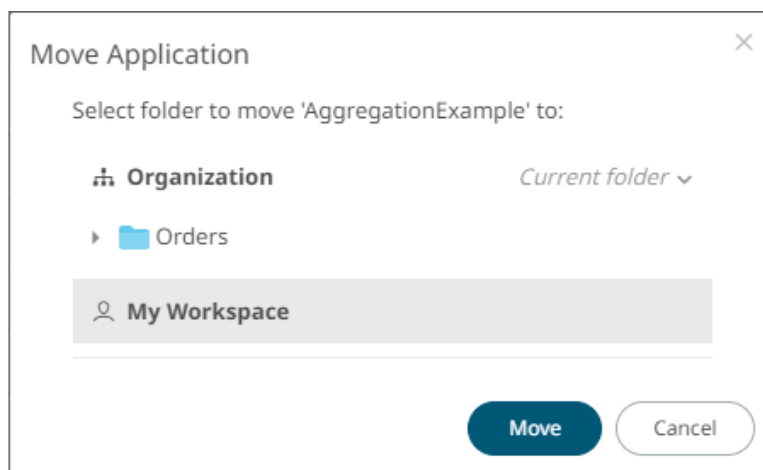 Move Application
Select folder to move 'AggregationExample' to:
Organization Current folder
Orders
My Workspace
Move Cancel